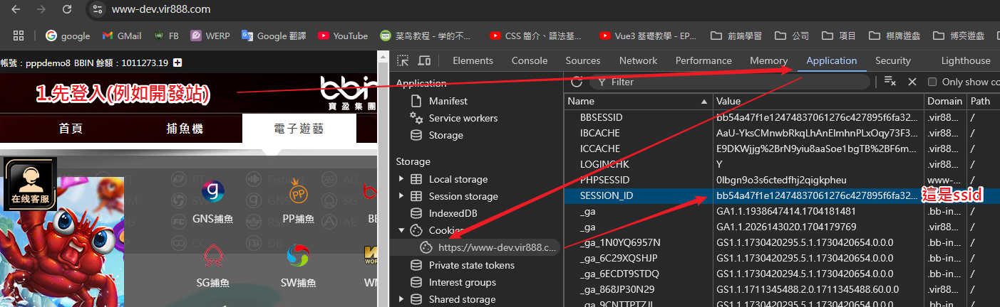 www-dev.vir888.com
google
GMail
FB
WERP
Google 翻譯
YouTube
菜鸟教程 - 学的不...
CSS 簡介、語法基...
Vue3 基礎教學 - EP...
前端學習
公司
項目
棋牌遊戲
博奕遊戲
帳號：pppdemo8 BBIN 餘額：1011273.19
1.先登入(例如開發站)
bbin
寶盈集團
首頁
捕魚機
電子遊藝
在线客服
PT
Fishing
AG
GNS捕魚
PP捕魚
BB
CC
DB
AE
SG捕魚
SW捕魚
WM
Elements
Console
Sources
Network
Performance
Memory
Application
Security
Lighthouse
Application
Manifest
Service workers
Storage
Storage
Local storage
Session storage
IndexedDB
Cookies
https://www-dev.vir888.c...
Private state tokens
Interest groups
Shared storage
Filter
Only show co
Name Value Domain Path
BBSESSID bb54a47f1e12474837061276c427895f6fa32... .vir88... /
IBCACHE AaU-YksCMnwbRkqLhAnElmhnPLxOqy73F3... .vir88... /
ICCACHE E9DKWjjg%2BrN9yiu8aaSoe1bgTB%2BF6m... .vir88... /
LOGINCHK Y .vir88... /
PHPSESSID 0lbgn9o3s6ctedfhj2qigkpheu www-... /
SESSION_ID bb54a47f1e12474837061276c427895f6fa32... 這是ssid /
_ga GA1.1.1938647414.1704181481 .bb-in... /
_ga GA1.1.2026143020.1704179769 .vir88... /
_ga_1N0YQ6957N GS1.1.1730420295.5.1.1730420654.0.0.0 .bb-in... /
_ga_6C29XQSHJP GS1.1.1730420295.5.1.1730420654.0.0.0 .bb-in... /
_ga_6ECDT9STDQ GS1.1.1730420294.5.1.1730420654.0.0.0 .bb-in... /
_ga_868JP30N29 GS1.1.1711345488.2.0.1711345488.60.0.0 .vir88... /
GS1.1.1730420295.5.1.1730420654.0.0.0 .bb-in... /